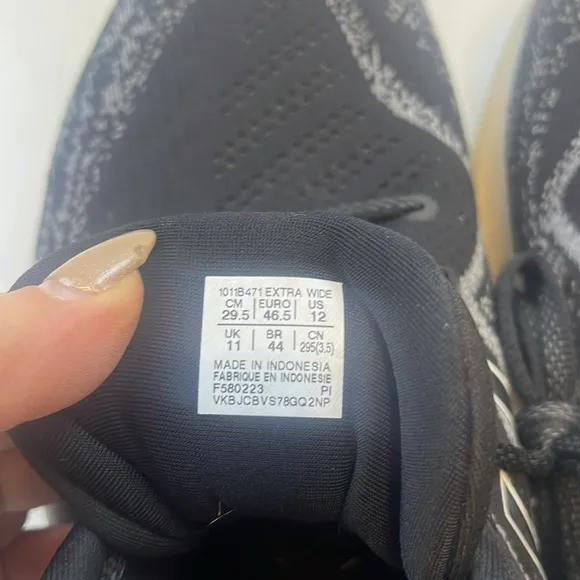 1011B471 EXTRA WIDE
CM EURO US
29.5 46.5 12
UK BR CN
11 44 295(3.5)
MADE IN INDONESIA
FABRIQUE EN INDONESIE
F580223 PI
VKBJCBVS78GQ2NP